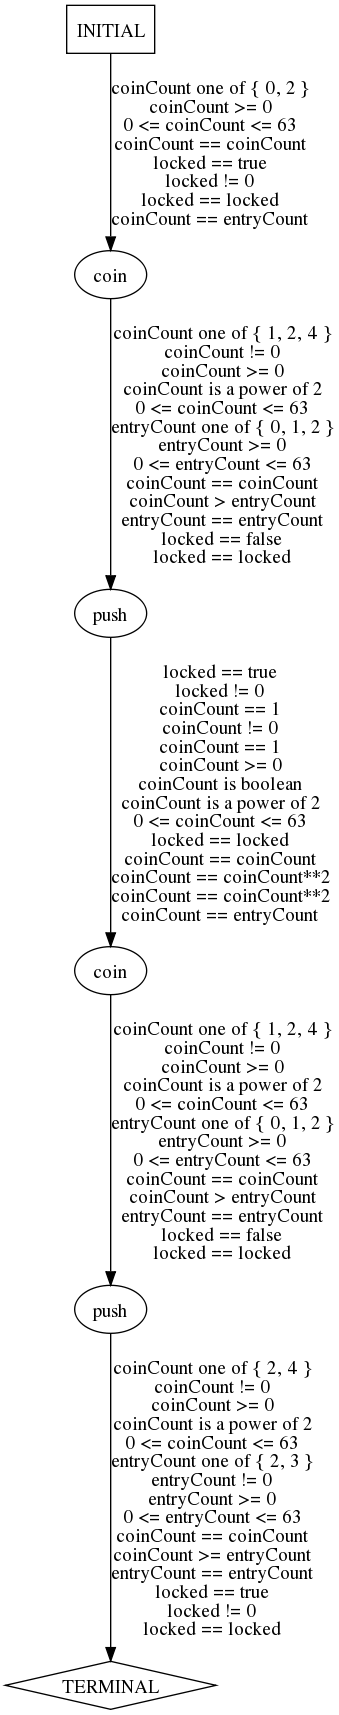 INITIAL
coinCount one of { 0, 2 }
coinCount >= 0
0 <= coinCount <= 63
coinCount == coinCount
locked == true
locked != 0
locked == locked
coinCount == entryCount
coin
coinCount one of { 1, 2, 4 }
coinCount != 0
coinCount >= 0
coinCount is a power of 2
0 <= coinCount <= 63
entryCount one of { 0, 1, 2 }
entryCount >= 0
0 <= entryCount <= 63
coinCount == coinCount
coinCount > entryCount
entryCount == entryCount
locked == false
locked == locked
push
locked == true
locked != 0
coinCount == 1
coinCount != 0
coinCount == 1
coinCount >= 0
coinCount is boolean
coinCount is a power of 2
0 <= coinCount <= 63
locked == locked
coinCount == coinCount
coinCount == coinCount**2
coinCount == coinCount**2
coinCount == entryCount
coin
coinCount one of { 1, 2, 4 }
coinCount != 0
coinCount >= 0
coinCount is a power of 2
0 <= coinCount <= 63
entryCount one of { 0, 1, 2 }
entryCount >= 0
0 <= entryCount <= 63
coinCount == coinCount
coinCount > entryCount
entryCount == entryCount
locked == false
locked == locked
push
coinCount one of { 2, 4 }
coinCount != 0
coinCount >= 0
coinCount is a power of 2
0 <= coinCount <= 63
entryCount one of { 2, 3 }
entryCount != 0
entryCount >= 0
0 <= entryCount <= 63
coinCount == coinCount
coinCount >= entryCount
entryCount == entryCount
locked == true
locked != 0
locked == locked
TERMINAL